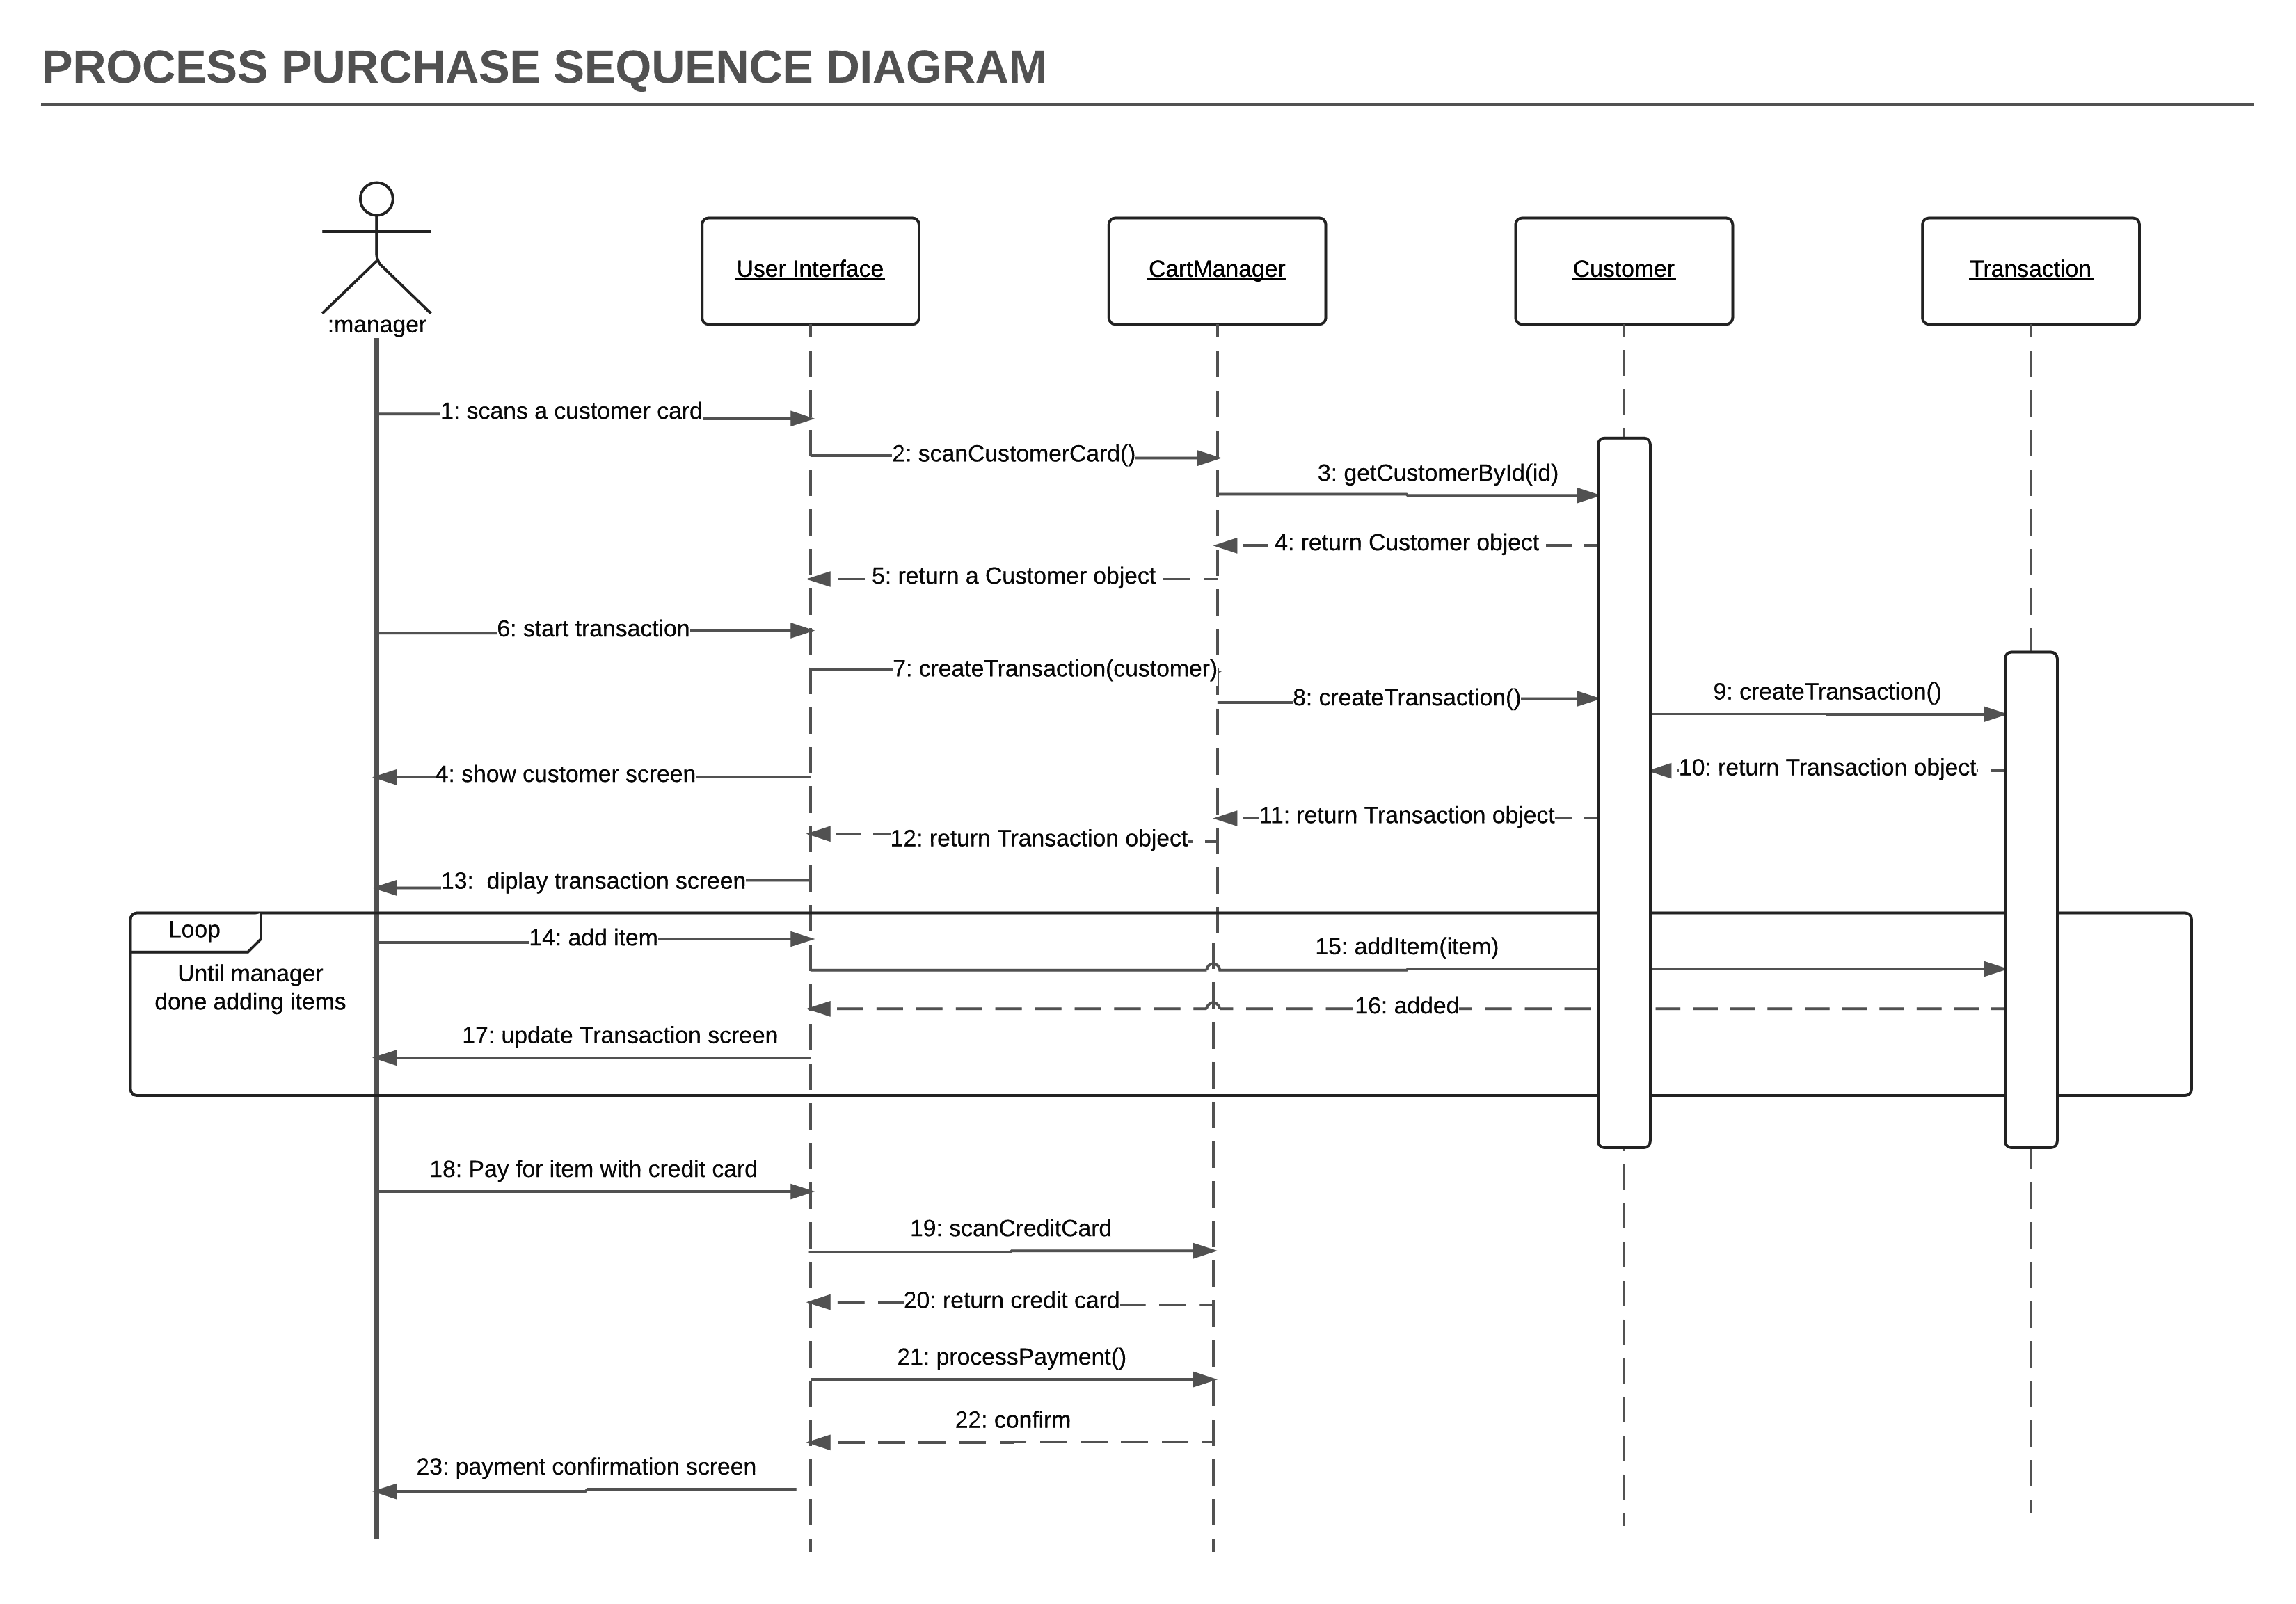 PROCESS PURCHASE SEQUENCE DIAGRAM
:manager
User Interface
CartManager
Customer
Transaction
1: scans a customer card
2: scanCustomerCard()
3: getCustomerById(id)
4: return Customer object
5: return a Customer object
6: start transaction
7: createTransaction(customer)
8: createTransaction()
9: createTransaction()
4: show customer screen
10: return Transaction object
11: return Transaction object
12: return Transaction object
13:  diplay transaction screen
Loop
Until manager
done adding items
14: add item
15: addItem(item)
16: added
17: update Transaction screen
18: Pay for item with credit card
19: scanCreditCard
20: return credit card
21: processPayment()
22: confirm
23: payment confirmation screen